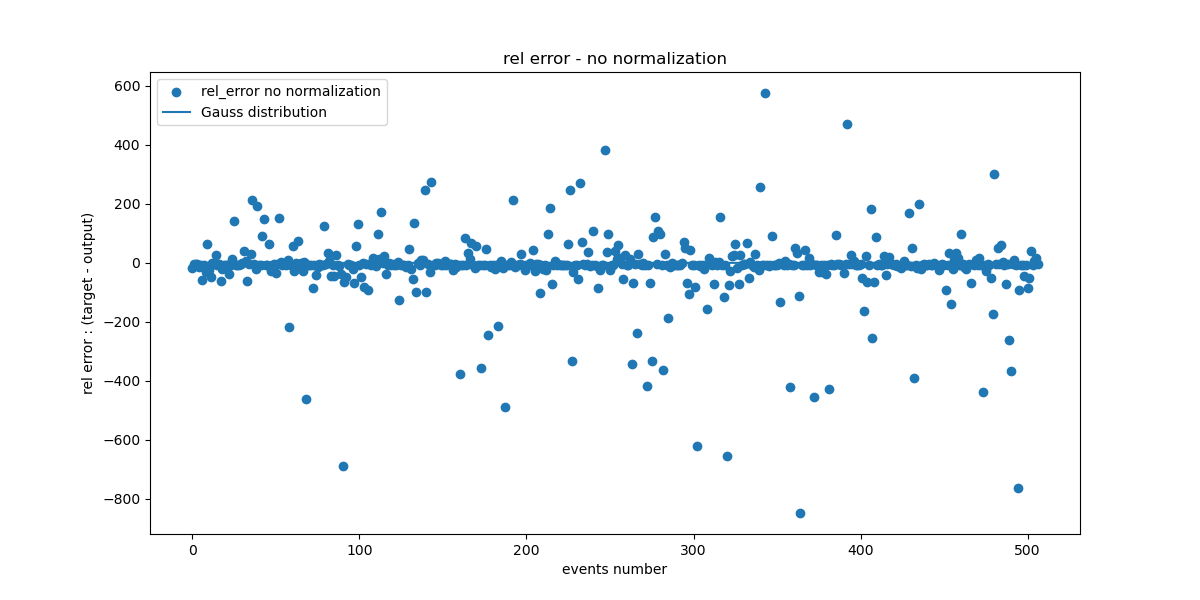 rel error - no normalization
rel_error no normalization
Gauss distribution
600
400
200
0
−200
−400
−600
−800
rel error : (target - output)
0 100 200 300 400 500
events number